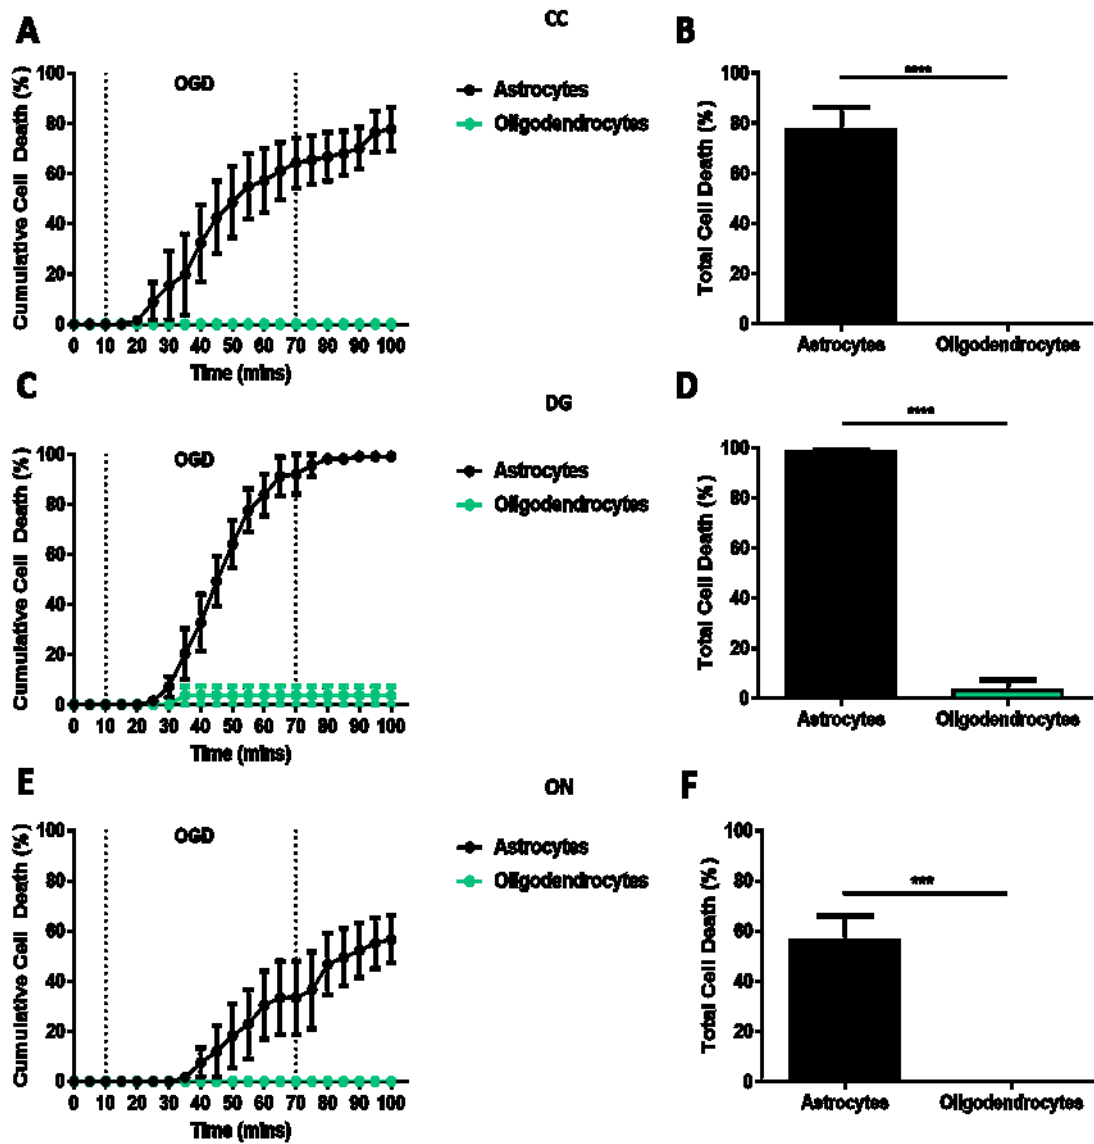 A
CC
B
Cumulative Cell Death (%)
100
80
60
40
20
0
OGD
0 10 20 30 40 50 60 70 80 90 100
Time (mins)
Astrocytes
Oligodendrocytes
Total Cell Death (%)
100
80
60
40
20
0
****
Astrocytes Oligodendrocytes
C
DG
D
Cumulative Cell Death (%)
100
80
60
40
20
0
OGD
0 10 20 30 40 50 60 70 80 90 100
Time (mins)
Astrocytes
Oligodendrocytes
Total Cell Death (%)
100
80
60
40
20
0
****
Astrocytes Oligodendrocytes
E
ON
F
Cumulative Cell Death (%)
100
80
60
40
20
0
OGD
0 10 20 30 40 50 60 70 80 90 100
Time (mins)
Astrocytes
Oligodendrocytes
Total Cell Death (%)
100
80
60
40
20
0
***
Astrocytes Oligodendrocytes